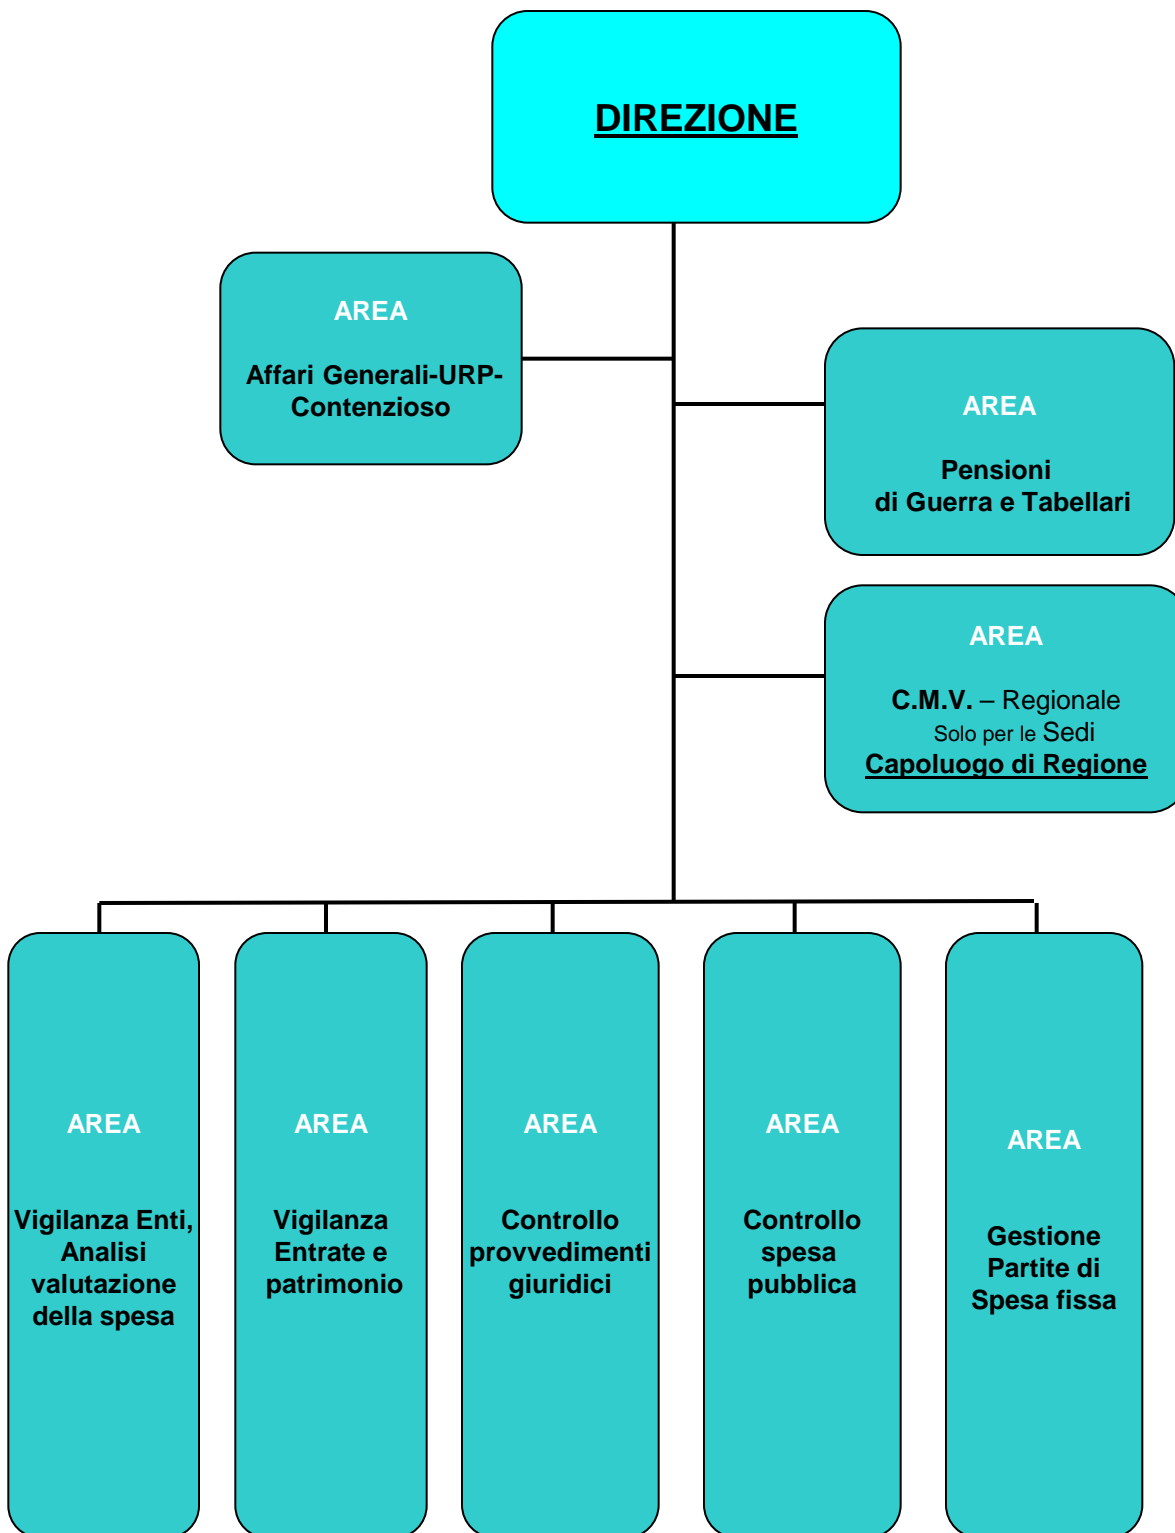 DIREZIONE
AREA
Affari Generali-URP-
Contenzioso
AREA
Pensioni
di Guerra e Tabellari
AREA
C.M.V. – Regionale
Solo per le Sedi
Capoluogo di Regione
AREA
Vigilanza Enti,
Analisi
valutazione
della spesa
AREA
Vigilanza
Entrate e
patrimonio
AREA
Controllo
provvedimenti
giuridici
AREA
Controllo
spesa
pubblica
AREA
Gestione
Partite di
Spesa fissa